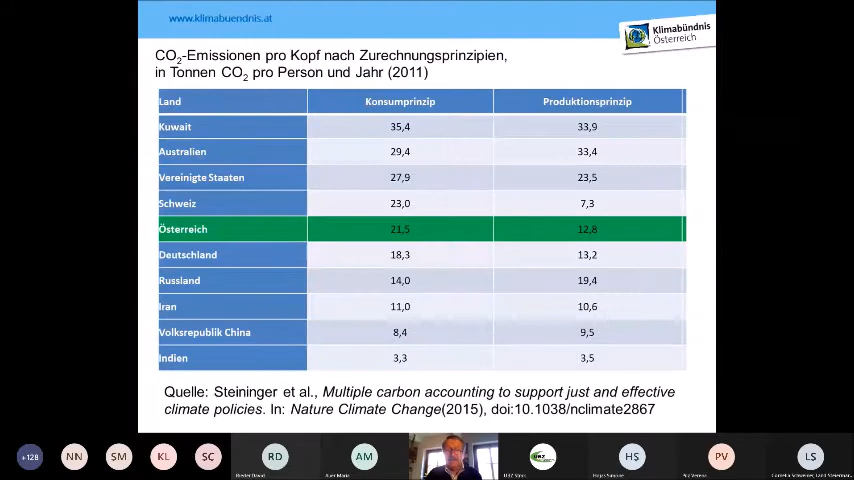 www.klimabuendnis.at
Klimabündnis
Österreich
CO2-Emissionen pro Kopf nach Zurechnungsprinzipien,
in Tonnen CO2 pro Person und Jahr (2011)
Land Konsumprinzip Produktionsprinzip
Kuwait 35,4 33,9
Australien 29,4 33,4
Vereinigte Staaten 27,9 23,5
Schweiz 23,0 7,3
Österreich 21,5 12,8
Deutschland 18,3 13,2
Russland 14,0 19,4
Iran 11,0 10,6
Volksrepublik China 8,4 9,5
Indien 3,3 3,5
Quelle: Steininger et al., Multiple carbon accounting to support just and effective
climate policies. In: Nature Climate Change(2015), doi:10.1038/nclimate2867
+128 NN SM KL SC RD AM UBZ HS PV LS
Rieder David